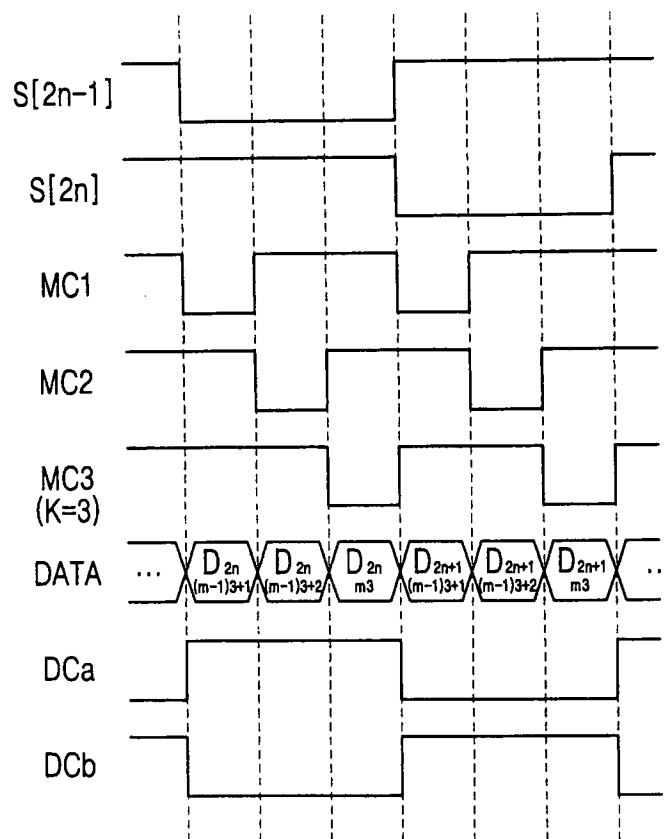 S[2n-1]
S[2n]
MC1
MC2
MC3
(K=3)
DATA
··· D2n D2n D2n D2n+1 D2n+1 D2n+1 ··
(m-1)3+1 (m-1)3+2 m3 (m-1)3+1 (m-1)3+2 m3
DCa
DCb